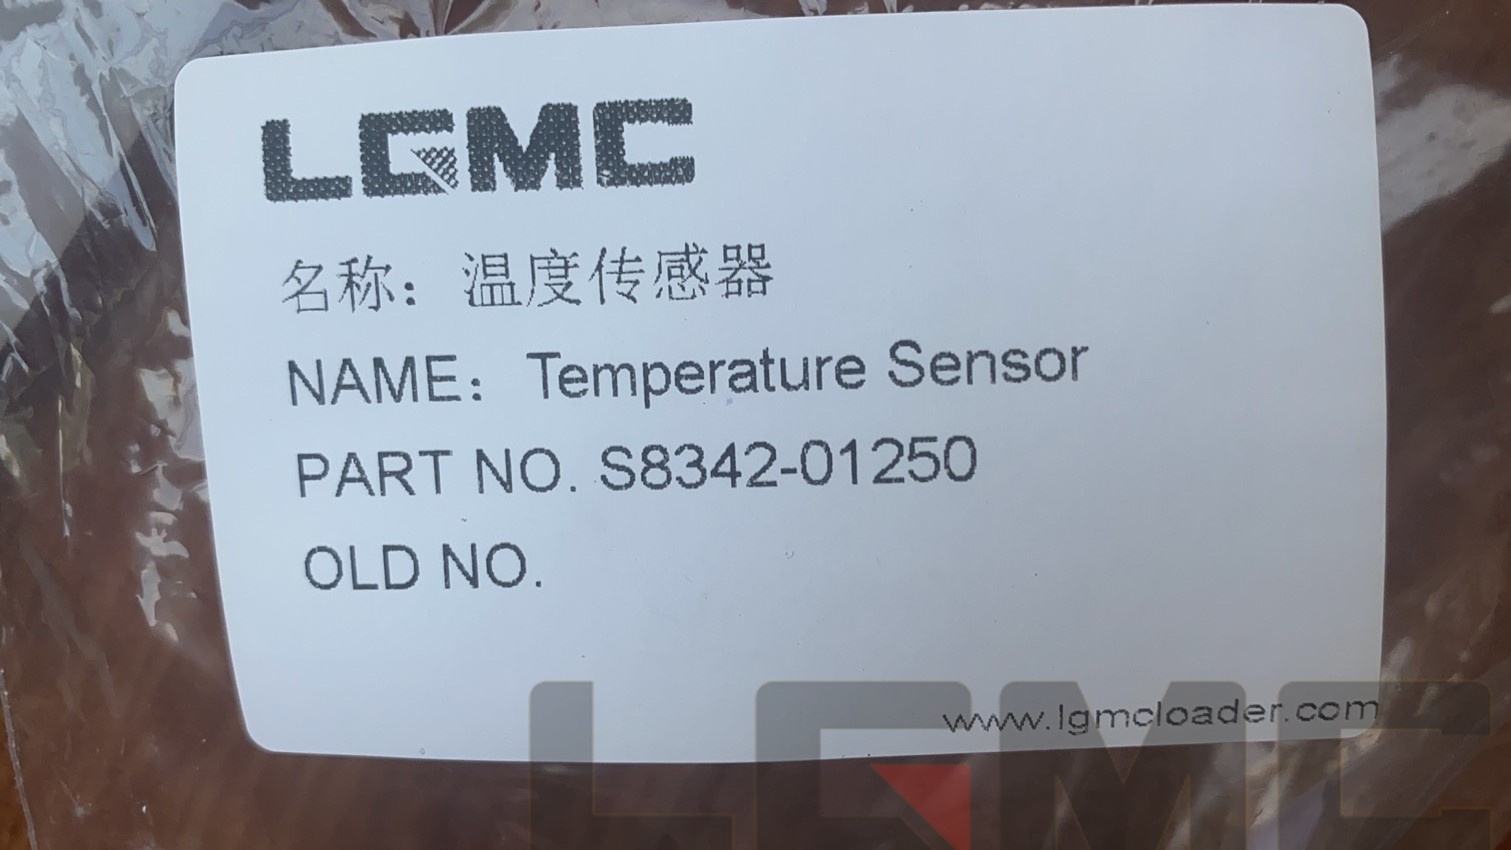 LGMC
名称: 温度传感器
NAME: Temperature Sensor
PART NO. S8342-01250
OLD NO.
www.lgmcloader.com
LGMC